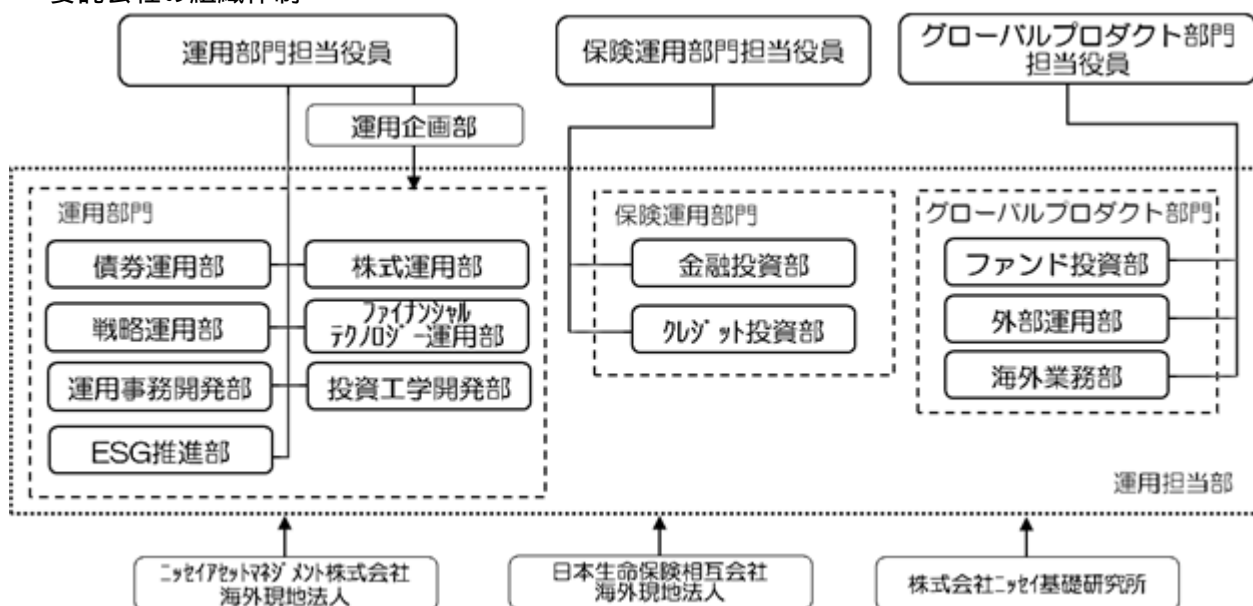 委託会社の組織体制
運用部門担当役員
保険運用部門担当役員
グローバルプロダクト部門
担当役員
運用企画部
運用部門
債券運用部
株式運用部
戦略運用部
ファイナンシャル
テクノロジー運用部
運用事務開発部
投資工学開発部
ESG推進部
保険運用部門
金融投資部
クレジット投資部
グローバルプロダクト部門
ファンド投資部
外部運用部
海外業務部
運用担当部
ニッセイアセットマネジメント株式会社
海外現地法人
日本生命保険相互会社
海外現地法人
株式会社ニッセイ基礎研究所